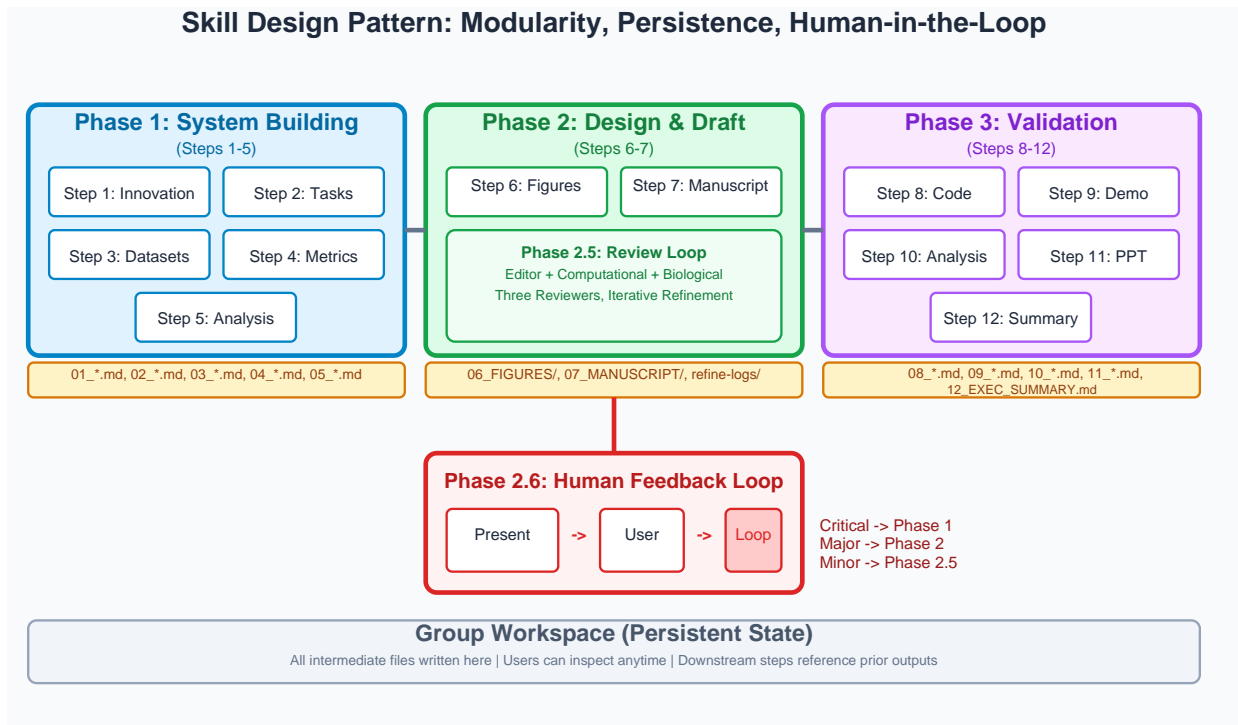 Skill Design Pattern: Modularity, Persistence, Human-in-the-Loop
Phase 1: System Building
(Steps 1-5)
Step 1: Innovation
Step 2: Tasks
Step 3: Datasets
Step 4: Metrics
Step 5: Analysis
01_*.md, 02_*.md, 03_*.md, 04_*.md, 05_*.md
Phase 2: Design & Draft
(Steps 6-7)
Step 6: Figures
Step 7: Manuscript
Phase 2.5: Review Loop
Editor + Computational + Biological
Three Reviewers, Iterative Refinement
06_FIGURES/, 07_MANUSCRIPT/, refine-logs/
Phase 3: Validation
(Steps 8-12)
Step 8: Code
Step 9: Demo
Step 10: Analysis
Step 11: PPT
Step 12: Summary
08_*.md, 09_*.md, 10_*.md, 11_*.md,
12_EXEC_SUMMARY.md
Phase 2.6: Human Feedback Loop
Present -> User -> Loop
Critical -> Phase 1
Major -> Phase 2
Minor -> Phase 2.5
Group Workspace (Persistent State)
All intermediate files written here | Users can inspect anytime | Downstream steps reference prior outputs